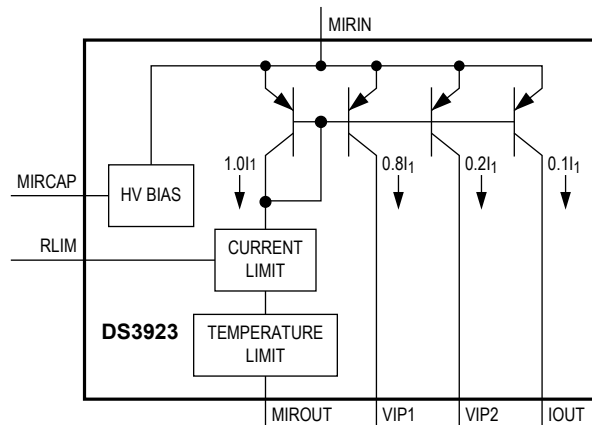 MIRIN
1.0I1
0.8I1
0.2I1
0.1I1
MIRCAP
HV BIAS
RLIM
CURRENT
LIMIT
DS3923
TEMPERATURE
LIMIT
MIROUT
VIP1
VIP2
IOUT